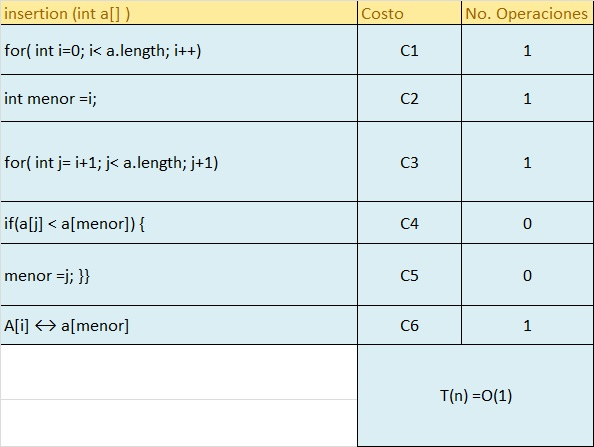 insertion (int a[] ) Costo No. Operaciones
for( int i=0; i< a.length; i++) C1 1
int menor =i; C2 1
for( int j= i+1; j< a.length; j+1) C3 1
if(a[j] < a[menor]) { C4 0
menor =j; }} C5 0
A[i] <-> a[menor] C6 1
T(n) =O(1)